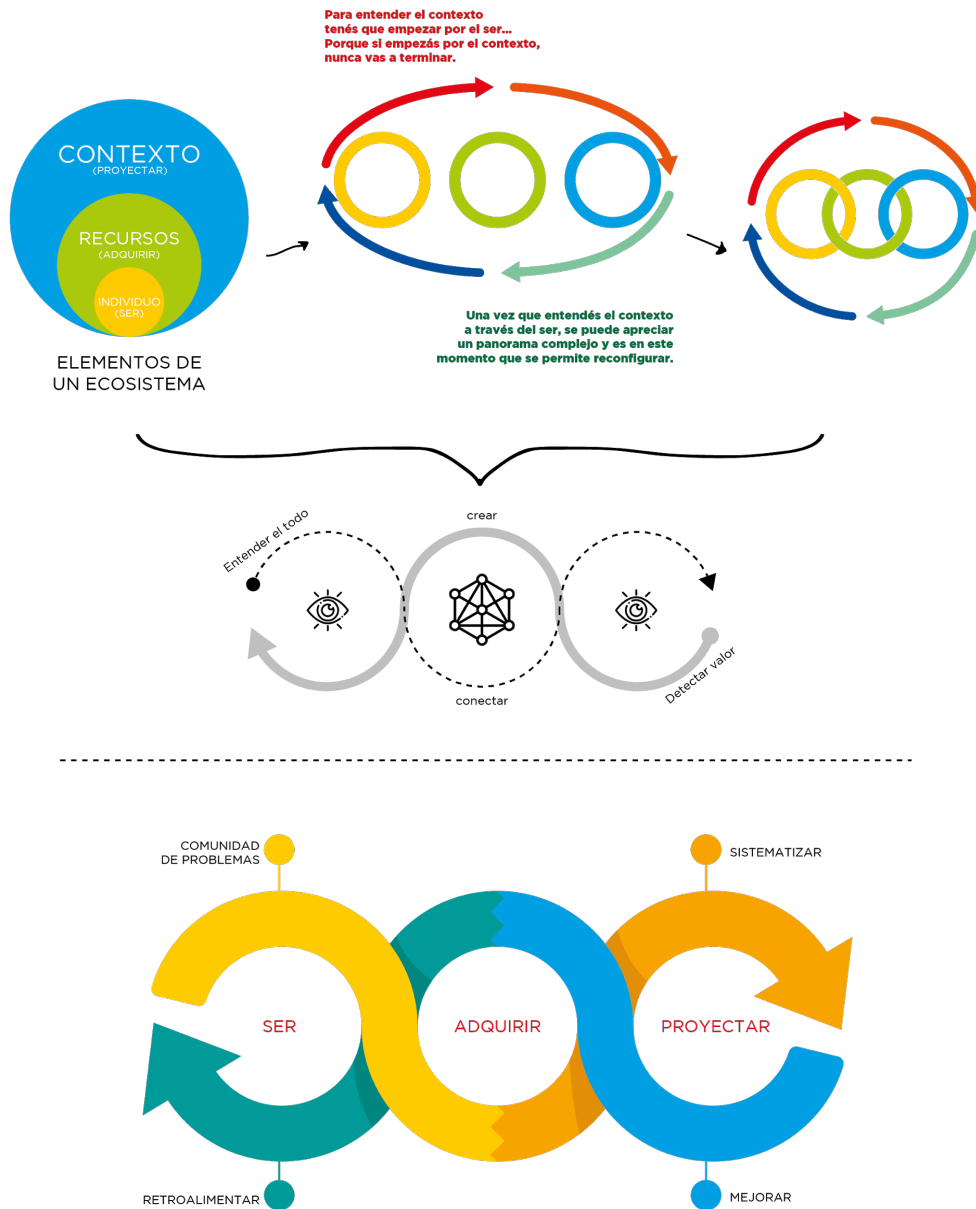 Para entender el contexto
tenés que empezar por el ser...
Porque si empezás por el contexto,
nunca vas a terminar.
CONTEXTO
(PROYECTAR)
RECURSOS
(ADQUIRIR)
INDIVIDUO
(SER)
ELEMENTOS DE
UN ECOSISTEMA
Una vez que entendés el contexto
a través del ser, se puede apreciar
un panorama complejo y es en este
momento que se permite reconfigurar.
Entender el todo
crear
conectar
Detectar valor
COMUNIDAD
DE PROBLEMAS
SISTEMATIZAR
SER
ADQUIRIR
PROYECTAR
RETROALIMENTAR
MEJORAR